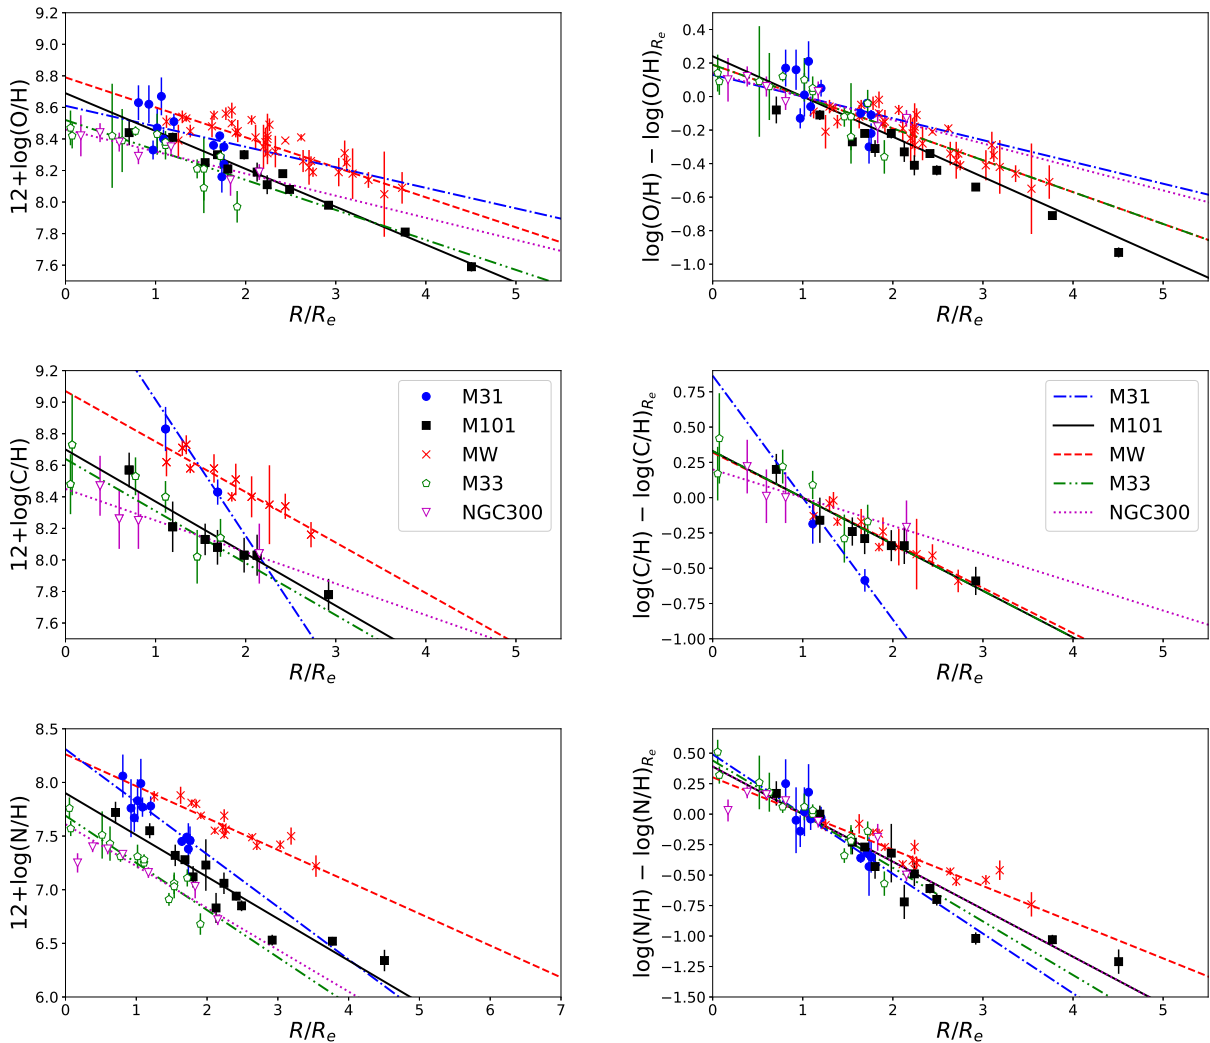 9.2
9.0
8.8
8.6
8.4
8.2
8.0
7.8
7.6
12+log(O/H)
0 1 2 3 4 5
R/Re
0.4
0.2
0.0
−0.2
−0.4
−0.6
−0.8
−1.0
log(O/H) − log(O/H)Re
0 1 2 3 4 5
R/Re
9.2
9.0
8.8
8.6
8.4
8.2
8.0
7.8
7.6
12+log(C/H)
M31
M101
MW
M33
NGC300
0 1 2 3 4 5
R/Re
0.75
0.50
0.25
0.00
−0.25
−0.50
−0.75
−1.00
log(C/H) − log(C/H)Re
M31
M101
MW
M33
NGC300
0 1 2 3 4 5
R/Re
8.5
8.0
7.5
7.0
6.5
6.0
12+log(N/H)
0 1 2 3 4 5 6 7
R/Re
0.50
0.25
0.00
−0.25
−0.50
−0.75
−1.00
−1.25
−1.50
log(N/H) − log(N/H)Re
0 1 2 3 4 5
R/Re